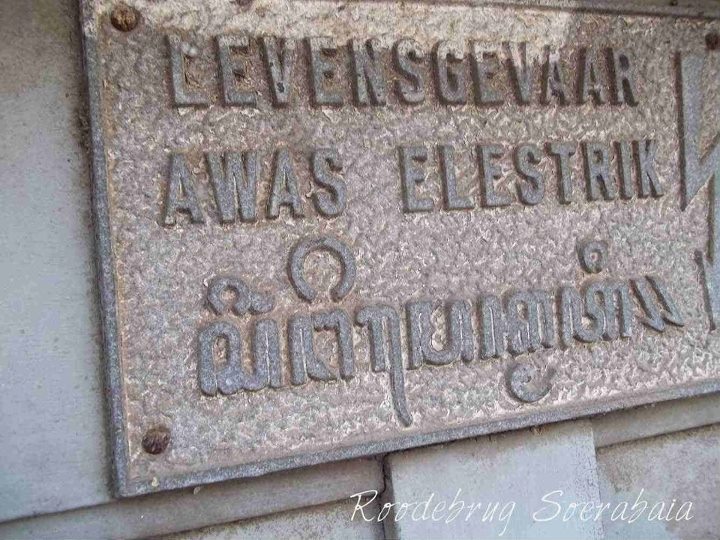 LEVENSGEVAAR
AWAS ELESTRIK
Roodebrug Soerabaia